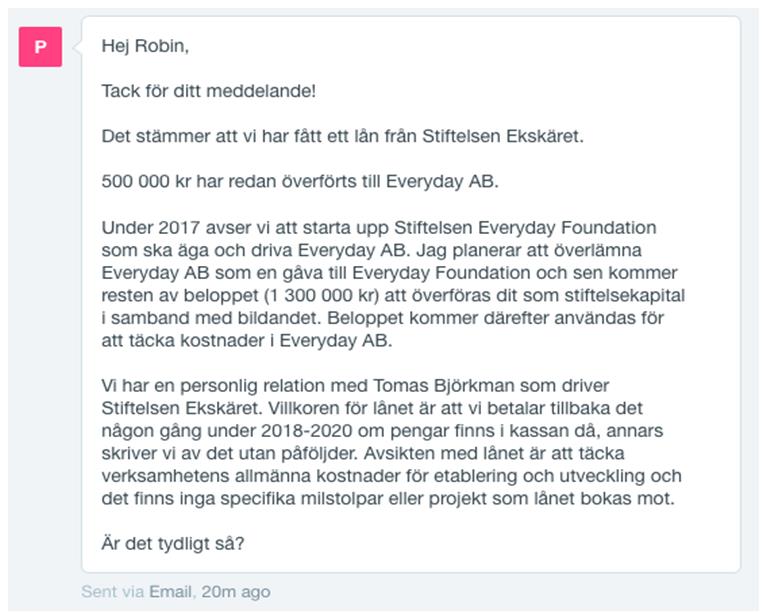 P
Hej Robin,
Tack för ditt meddelande!
Det stämmer att vi har fått ett lån från Stiftelsen Ekskäret.
500 000 kr har redan överförts till Everyday AB.
Under 2017 avser vi att starta upp Stiftelsen Everyday Foundation
som ska äga och driva Everyday AB. Jag planerar att överlämna
Everyday AB som en gåva till Everyday Foundation och sen kommer
resten av beloppet (1 300 000 kr) att överföras dit som stiftelsekapital
i samband med bildandet. Beloppet kommer därefter användas för
att täcka kostnader i Everyday AB.
Vi har en personlig relation med Tomas Björkman som driver
Stiftelsen Ekskäret. Villkoren för lånet är att vi betalar tillbaka det
någon gång under 2018-2020 om pengar finns i kassan då, annars
skriver vi av det utan påföljder. Avsikten med lånet är att täcka
verksamhetens allmänna kostnader för etablering och utveckling och
det finns inga specifika milstolpar eller projekt som lånet bokas mot.
Är det tydligt så?
Sent via Email, 20m ago